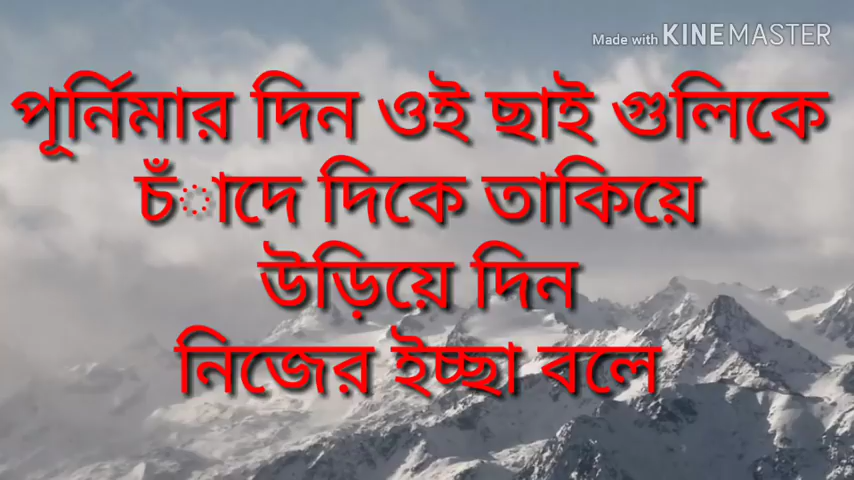 Made with KINEMASTER
পূর্নিমার দিন ওই ছাই গুলিকে
চঁাদে দিকে তাকিয়ে
উড়িয়ে দিন
নিজের ইচ্ছা বলে